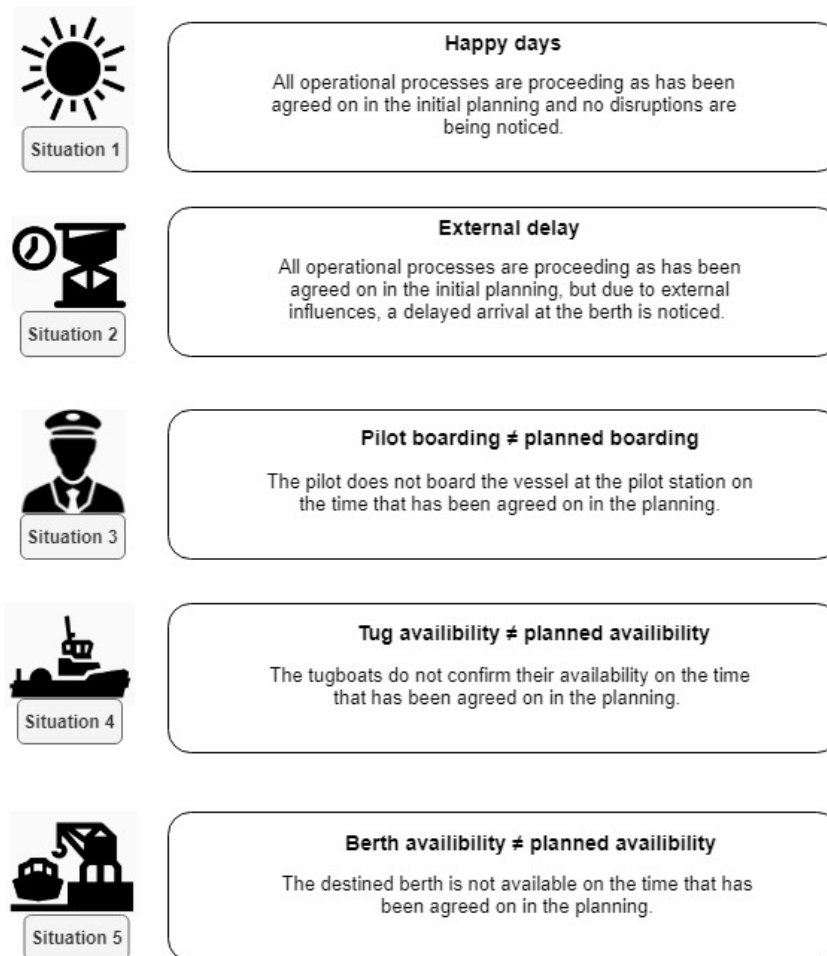 Happy days
All operational processes are proceeding as has been
agreed on in the initial planning and no disruptions are
being noticed.
Situation 1
External delay
All operational processes are proceeding as has been
agreed on in the initial planning, but due to external
influences, a delayed arrival at the berth is noticed.
Situation 2
Pilot boarding ≠ planned boarding
The pilot does not board the vessel at the pilot station on
the time that has been agreed on in the planning.
Situation 3
Tug availibility ≠ planned availibility
The tugboats do not confirm their availability on the time
that has been agreed on in the planning.
Situation 4
Berth availibility ≠ planned availibility
The destined berth is not available on the time that has
been agreed on in the planning.
Situation 5